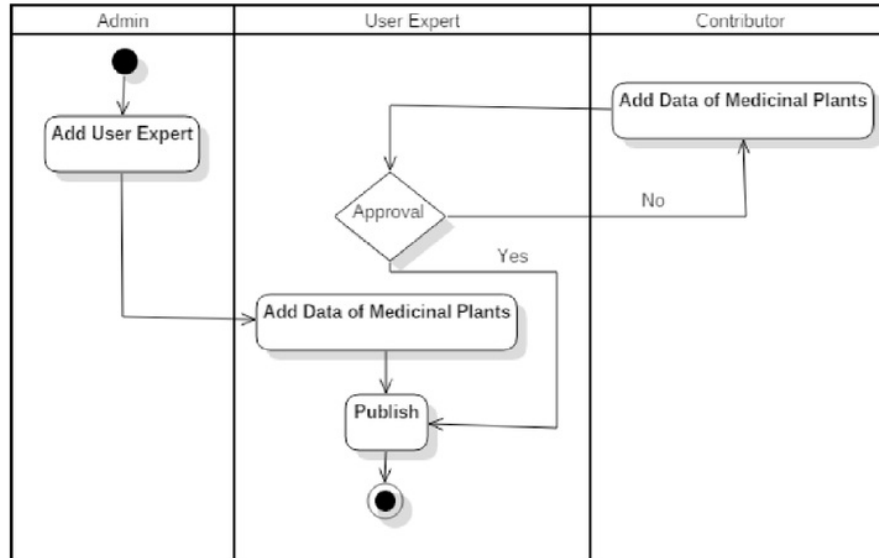 Admin
User Expert
Contributor
Add User Expert
Add Data of Medicinal Plants
Approval
No
Yes
Add Data of Medicinal Plants
Publish